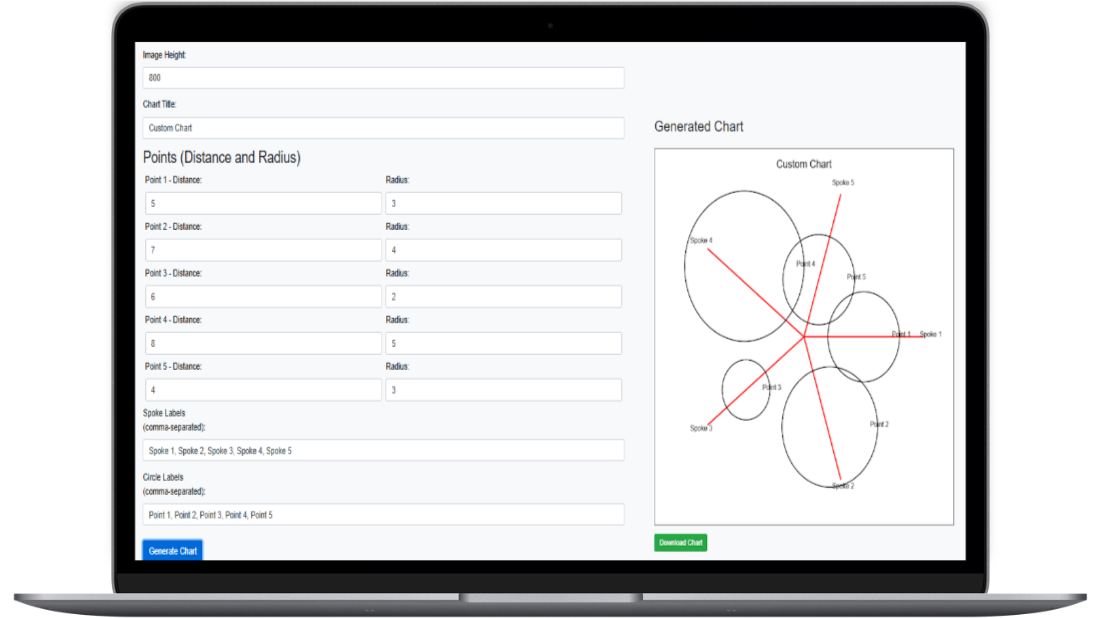 Image Height:
800
Chart Title:
Custom Chart
Points (Distance and Radius)
Point 1 - Distance:
Radius:
5
3
Point 2 - Distance:
Radius:
7
4
Point 3 - Distance:
Radius:
6
2
Point 4 - Distance:
Radius:
8
5
Point 5 - Distance:
Radius:
4
3
Spoke Labels
(comma-separated):
Spoke 1, Spoke 2, Spoke 3, Spoke 4, Spoke 5
Circle Labels
(comma-separated):
Point 1, Point 2, Point 3, Point 4, Point 5
Generate Chart
Generated Chart
Custom Chart
Spoke 5
Spoke 4
Point 4
Point 5
Point 1
Spoke 1
Point 3
Point 2
Spoke 3
Spoke 2
Download Chart